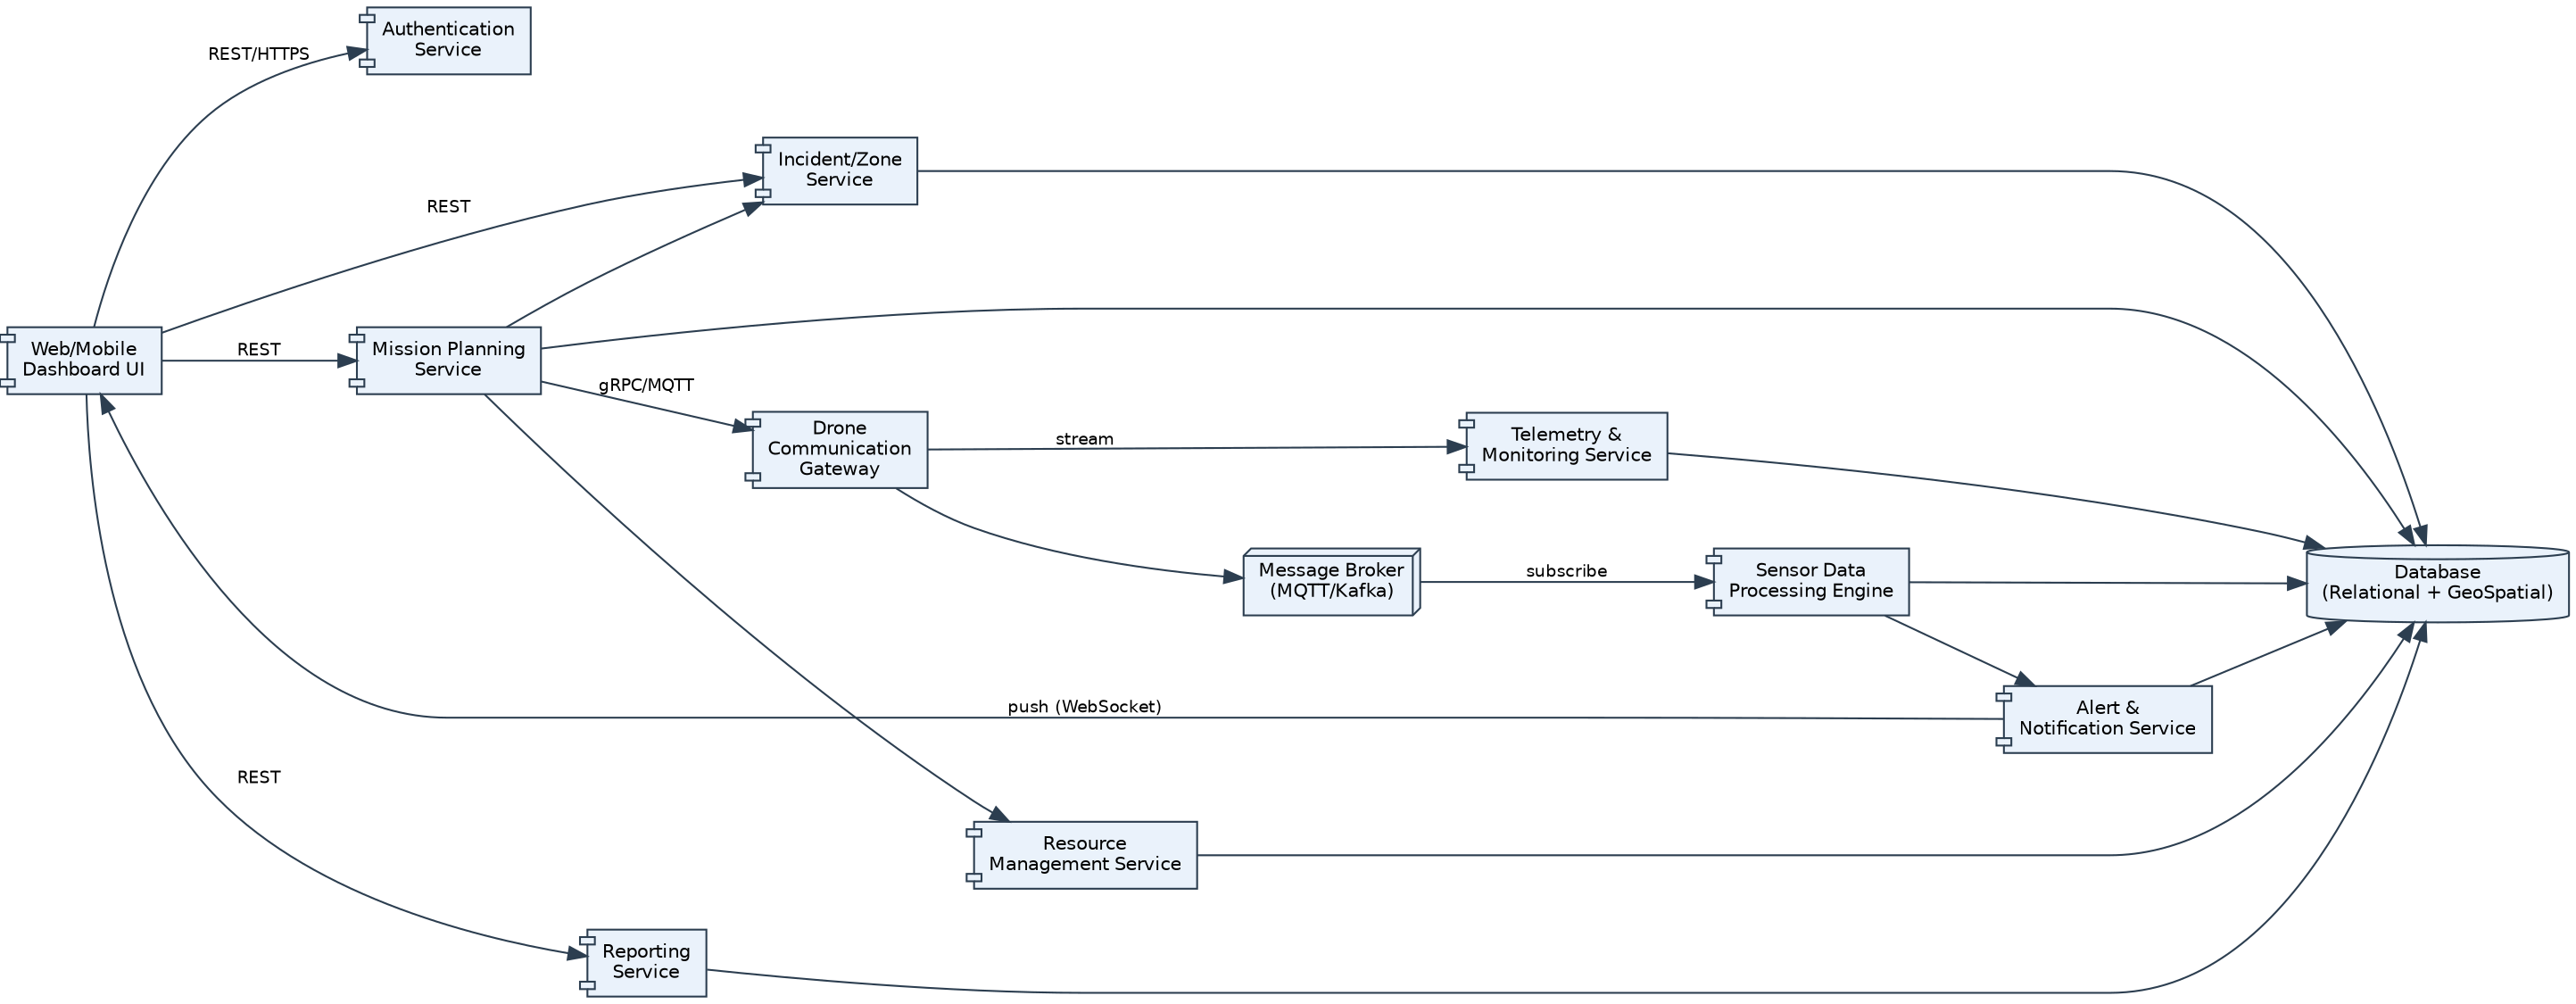 Authentication
Service
REST/HTTPS
Incident/Zone
Service
REST
Web/Mobile
Dashboard UI
REST
Mission Planning
Service
gRPC/MQTT
Drone
Communication
Gateway
stream
Telemetry &
Monitoring Service
Message Broker
(MQTT/Kafka)
subscribe
Sensor Data
Processing Engine
Database
(Relational + GeoSpatial)
push (WebSocket)
Alert &
Notification Service
REST
Resource
Management Service
Reporting
Service